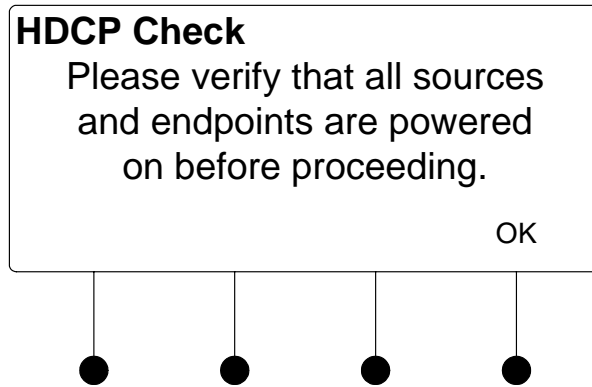 HDCP Check
Please verify that all sources
and endpoints are powered
on before proceeding.
OK